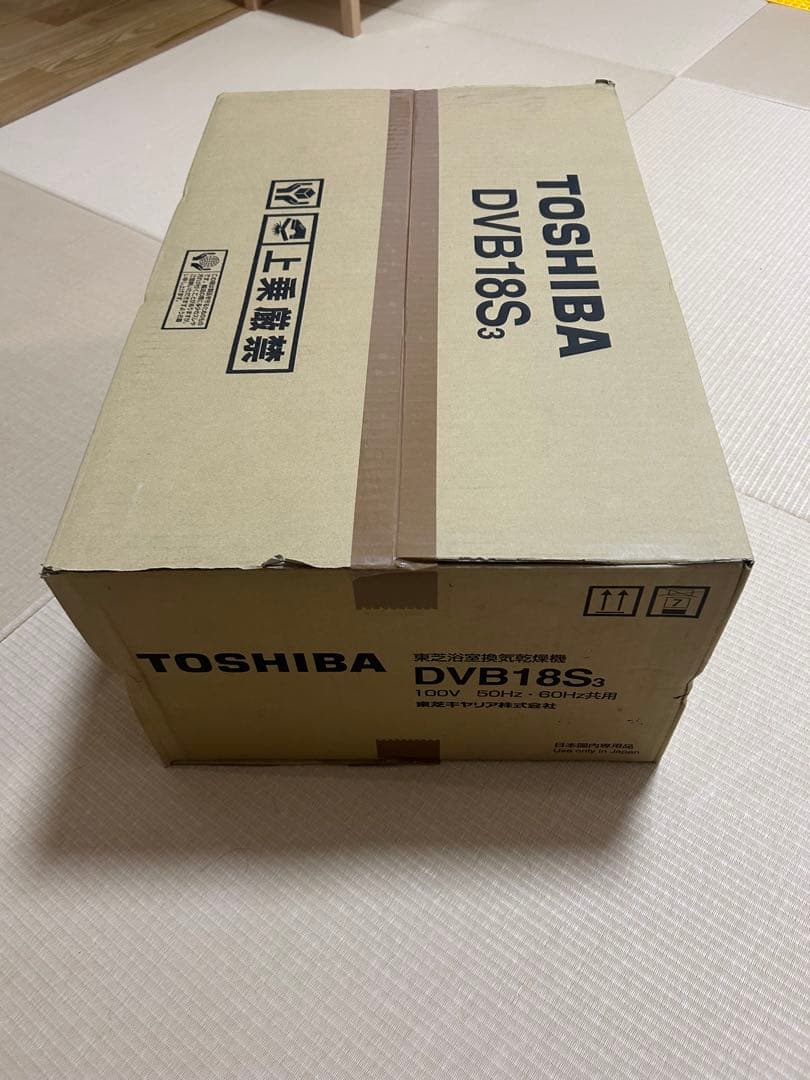 TOSHIBA
DVB18S3
上乗厳禁
TOSHIBA
東芝浴室換気乾燥機
DVB18S3
100V 50Hz・60Hz共用
東芝キヤリア株式会社
日本国内専用品
Use only in Japan
7